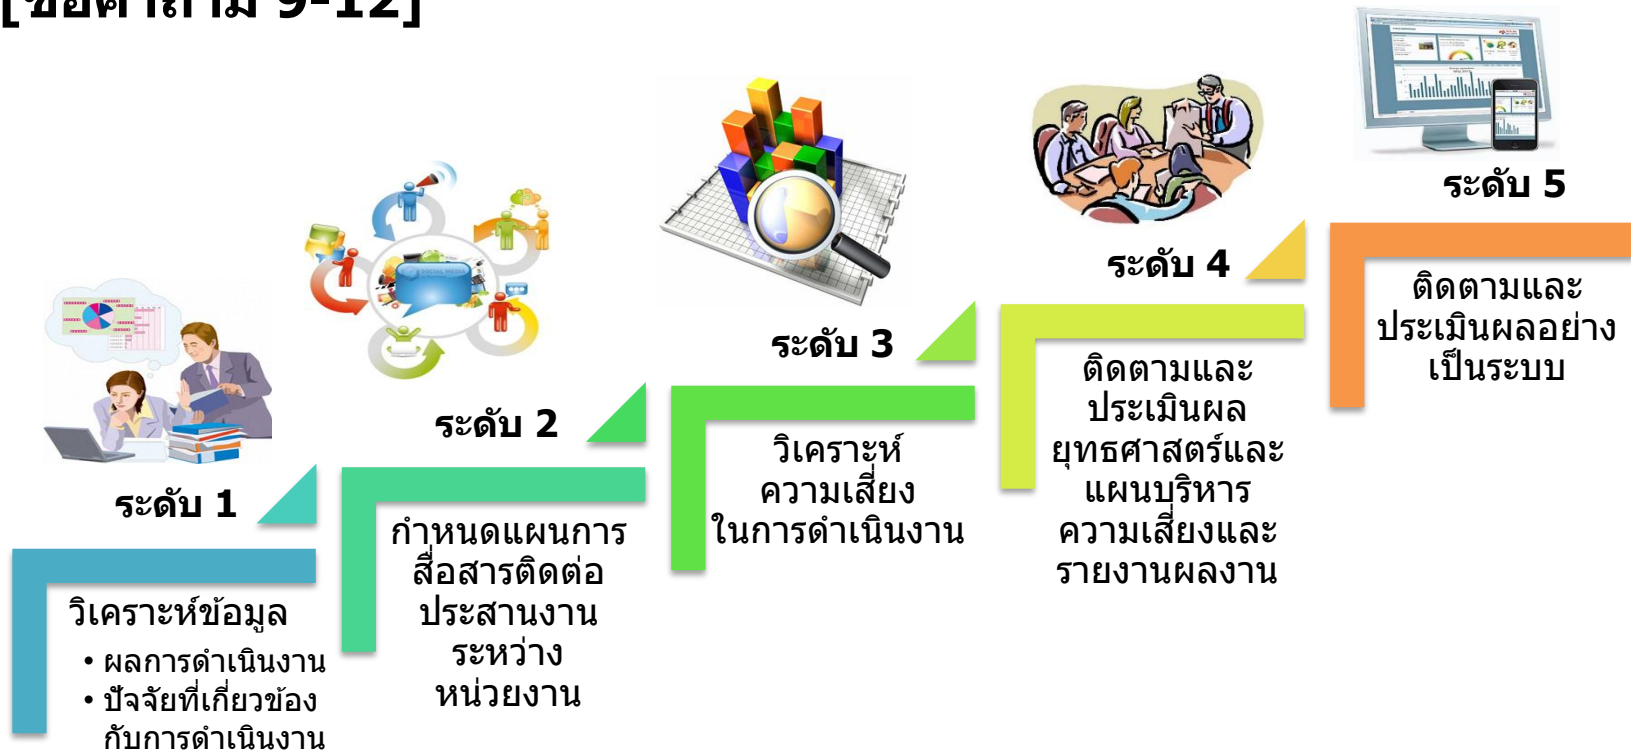 [ข้อคำถาม 9-12]
ระดับ 1
วิเคราะห์ข้อมูล
• ผลการดำเนินงาน
• ปัจจัยที่เกี่ยวข้อง
กับการดำเนินงาน
ระดับ 2
กำหนดแผนการ
สื่อสารติดต่อ
ประสานงาน
ระหว่าง
หน่วยงาน
SOCIAL MEDIA
ระดับ 3
วิเคราะห์
ความเสี่ยง
ในการดำเนินงาน
ระดับ 4
ติดตามและ
ประเมินผล
ยุทธศาสตร์และ
แผนบริหาร
ความเสี่ยงและ
รายงานผลงาน
ระดับ 5
ติดตามและ
ประเมินผลอย่าง
เป็นระบบ